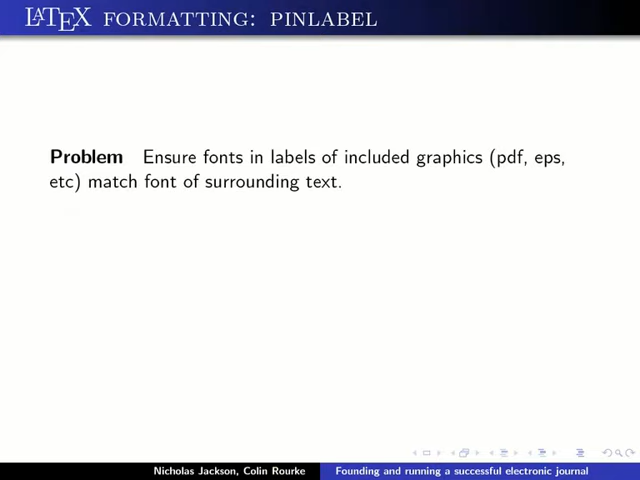 LATEX FORMATTING: PINLABEL
Problem Ensure fonts in labels of included graphics (pdf, eps,
etc) match font of surrounding text.
Nicholas Jackson, Colin Rourke Founding and running a successful electronic journal